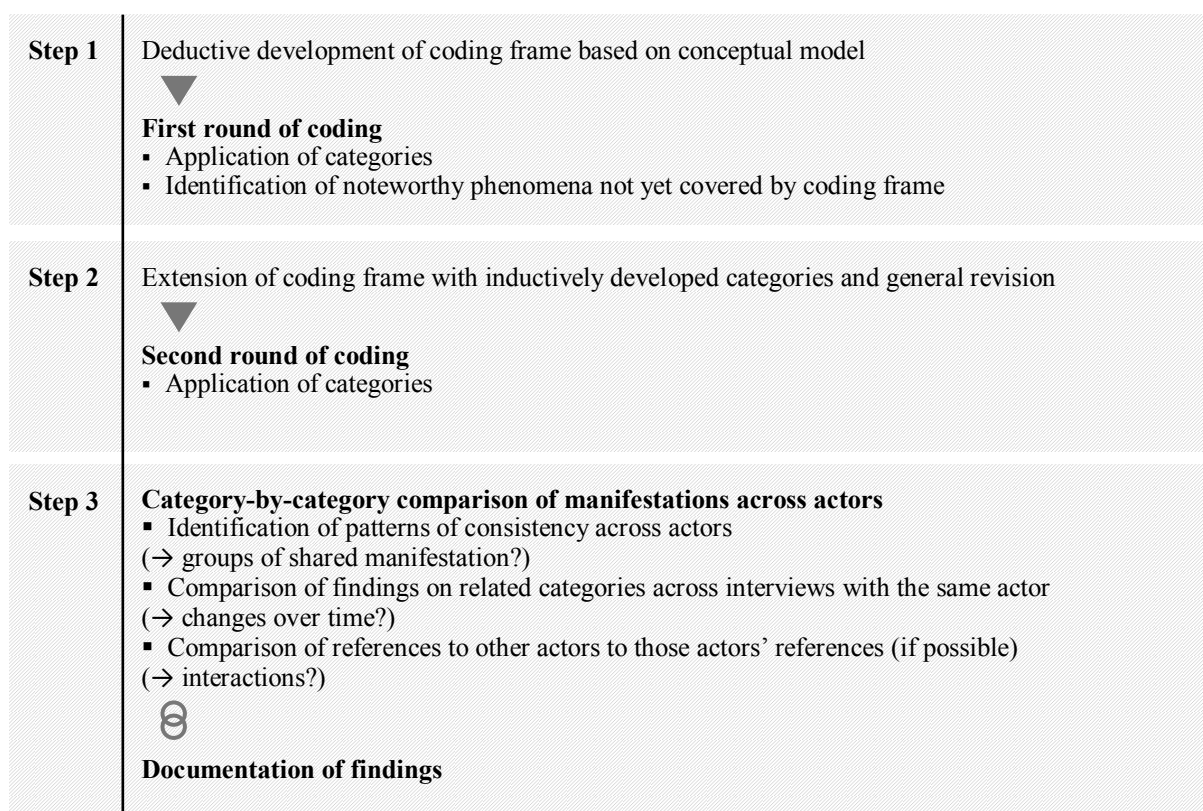 Step 1
Deductive development of coding frame based on conceptual model
First round of coding
▪ Application of categories
▪ Identification of noteworthy phenomena not yet covered by coding frame
Step 2
Extension of coding frame with inductively developed categories and general revision
Second round of coding
▪ Application of categories
Step 3
Category-by-category comparison of manifestations across actors
▪ Identification of patterns of consistency across actors
(→ groups of shared manifestation?)
▪ Comparison of findings on related categories across interviews with the same actor
(→ changes over time?)
▪ Comparison of references to other actors to those actors’ references (if possible)
(→ interactions?)
Documentation of findings